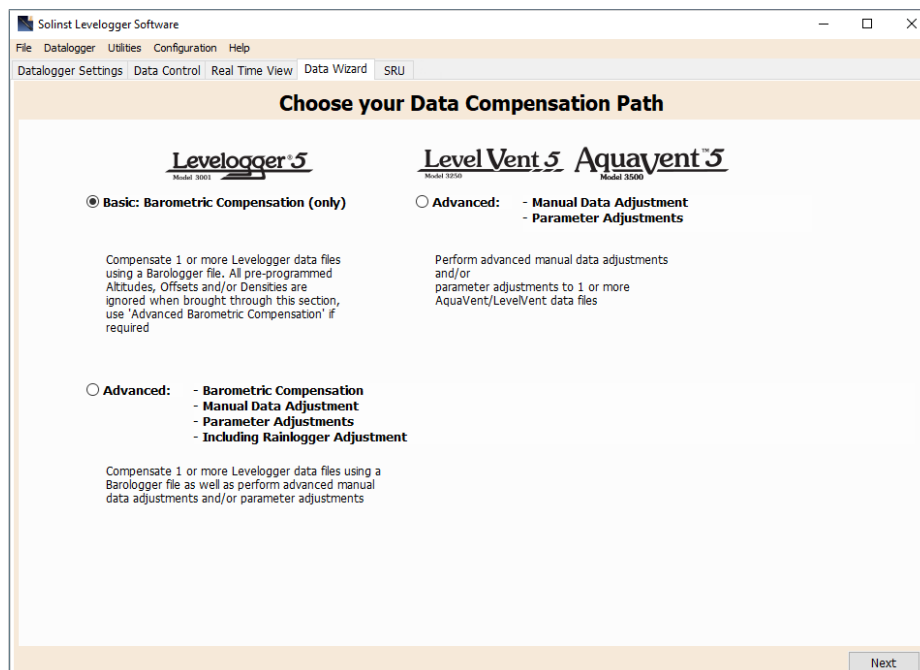 Solinst Levelogger Software
File Datalogger Utilities Configuration Help
Datalogger Settings Data Control Real Time View Data Wizard SRU
Choose your Data Compensation Path
Levelogger® 5
Model 3001
LevelVent 5
Model 3250
Aquavent™ 5
Model 3500
Basic: Barometric Compensation (only)
Compensate 1 or more Levelogger data files
using a Barologger file. All pre-programmed
Altitudes, Offsets and/or Densities are
ignored when brought through this section,
use 'Advanced Barometric Compensation' if
required
Advanced: - Manual Data Adjustment
- Parameter Adjustments
Perform advanced manual data adjustments
and/or
parameter adjustments to 1 or more
AquaVent/LevelVent data files
Advanced: - Barometric Compensation
- Manual Data Adjustment
- Parameter Adjustments
- Including Rainlogger Adjustment
Compensate 1 or more Levelogger data files using a
Barologger file as well as perform advanced manual
data adjustments and/or parameter adjustments
Next